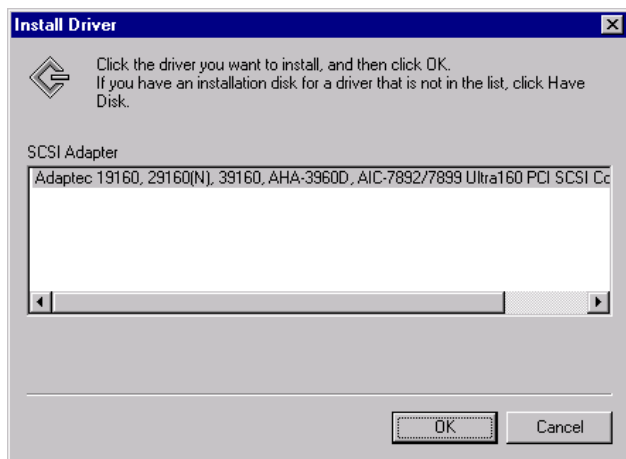 Install Driver
Click the driver you want to install, and then click OK.
If you have an installation disk for a driver that is not in the list, click Have
Disk.
SCSI Adapter
Adaptec 19160, 29160(N), 39160, AHA-3960D, AIC-7892/7899 Ultra160 PCI SCSI Cc
OK
Cancel